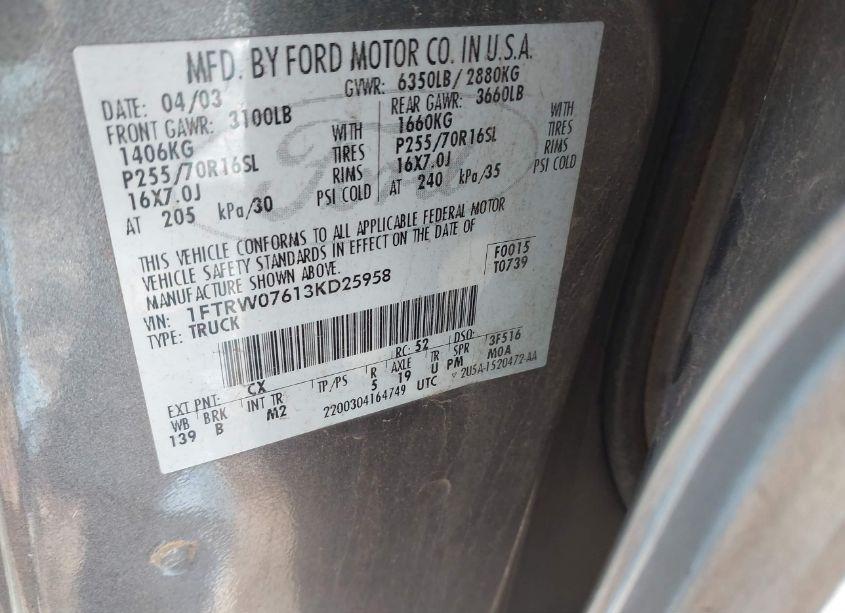 MFD. BY FORD MOTOR CO. IN U.S.A.
DATE: 04/03 GVWR: 6350LB/ 2880KG
FRONT GAWR: 3100LB REAR GAWR: 3660LB
1406KG WITH 1660KG WITH
P255/70R16SL TIRES P255/70R16SL TIRES
16X7.0J RIMS 16X7.0J RIMS
AT 205 kPa/30 PSI COLD AT 240 kPa/35 PSI COLD
THIS VEHICLE CONFORMS TO ALL APPLICABLE FEDERAL MOTOR
VEHICLE SAFETY STANDARDS IN EFFECT ON THE DATE OF
MANUFACTURE SHOWN ABOVE.
F0015
T0739
VIN: 1FTRW07613KD25958
TYPE: TRUCK
EXT PNT: CX RC: 52 DSO: 3F516
WB BRK INT TR TP/PS R AXLE TR SPR M0A
139 B M2 5 19 U PM
2200304164749 UTC 2U5A-1520472-AA
Ford